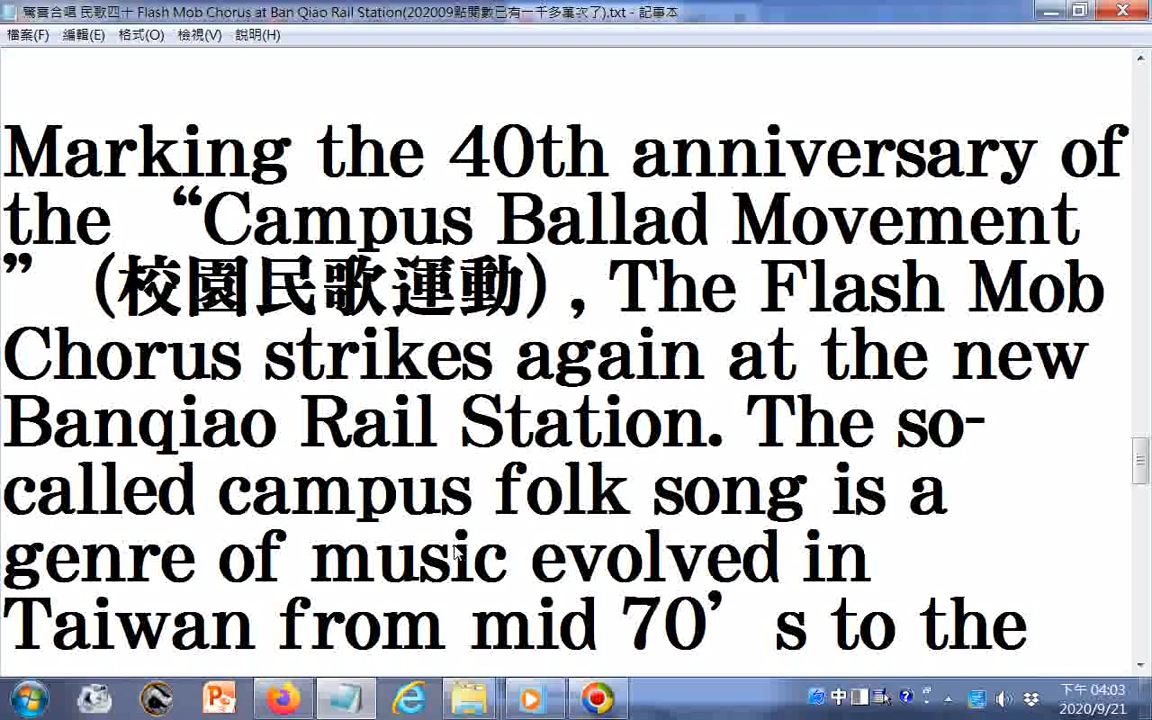 驚喜合唱 民歌四十 Flash Mob Chorus at Ban Qiao Rail Station(202009點閱數已有一千多萬次了).txt - 記事本
檔案(F) 編輯(E) 格式(O) 檢視(V) 說明(H)
Marking the 40th anniversary of
the “Campus Ballad Movement
” (校園民歌運動) , The Flash Mob
Chorus strikes again at the new
Banqiao Rail Station. The so-
called campus folk song is a
genre of music evolved in
Taiwan from mid 70’s to the
中
下午 04:03
2020/9/21